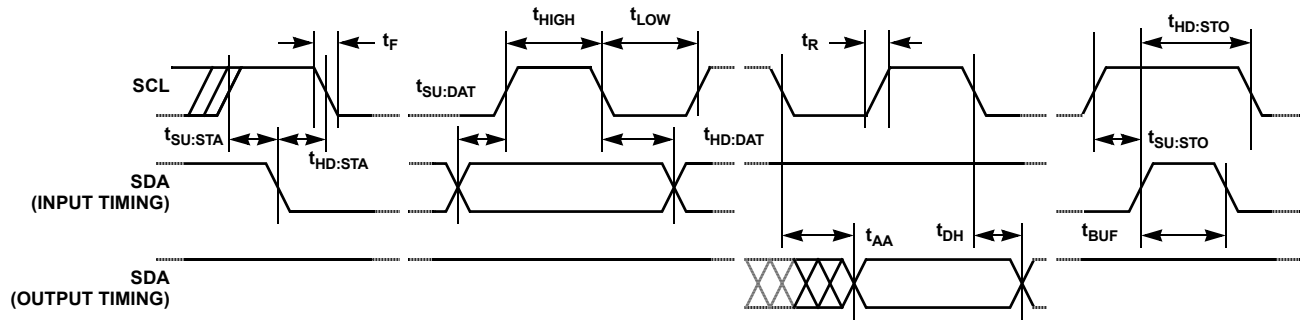 tHIGH
tLOW
tF
tR
tHD:STO
SCL
tSU:DAT
tSU:STA
tHD:STA
tHD:DAT
tSU:STO
SDA
(INPUT TIMING)
tAA
tDH
tBUF
SDA
(OUTPUT TIMING)